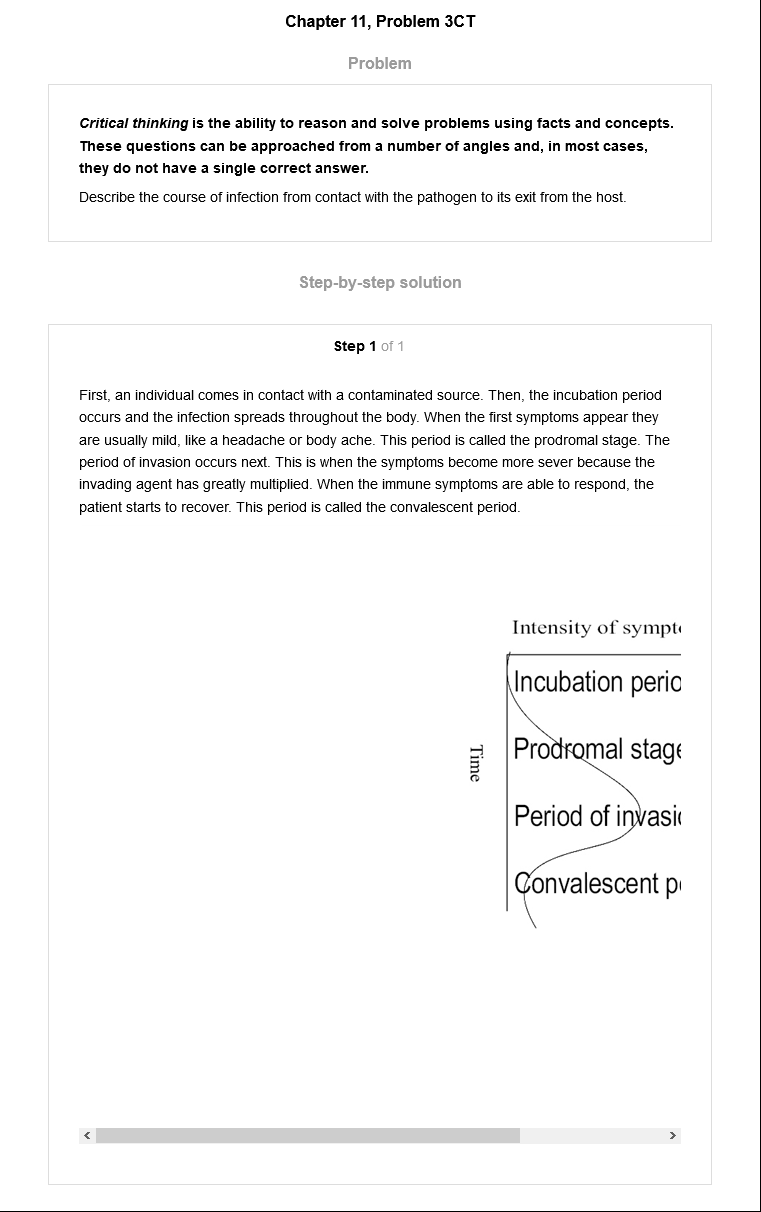 Chapter 11, Problem 3CT
Problem
Critical thinking is the ability to reason and solve problems using facts and concepts.
These questions can be approached from a number of angles and, in most cases,
they do not have a single correct answer.
Describe the course of infection from contact with the pathogen to its exit from the host.
Step-by-step solution
Step 1 of 1
First, an individual comes in contact with a contaminated source. Then, the incubation period
occurs and the infection spreads throughout the body. When the first symptoms appear they
are usually mild, like a headache or body ache. This period is called the prodromal stage. The
period of invasion occurs next. This is when the symptoms become more sever because the
invading agent has greatly multiplied. When the immune symptoms are able to respond, the
patient starts to recover. This period is called the convalescent period.
Intensity of
Incubation
Time
Prodromal stage
Period of
Convalescent